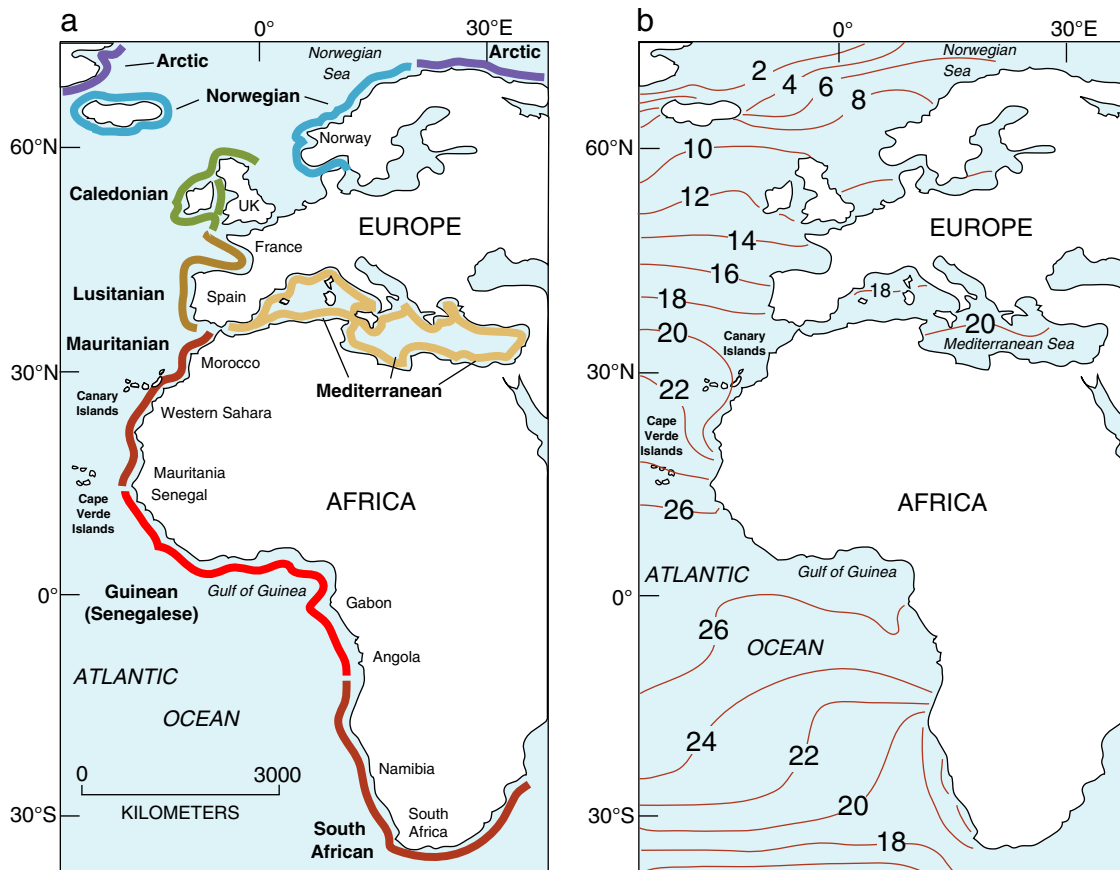 a
0°
30°E
Norwegian
Sea
Arctic
Arctic
Norwegian
Norway
60°N
Caledonian
UK
EUROPE
France
Lusitanian
Spain
Mauritanian
Morocco
30°N
Mediterranean
Canary
Islands
Western Sahara
Mauritania
Senegal
Cape
Verde
Islands
AFRICA
0°
Guinean
(Senegalese)
Gulf of Guinea
Gabon
Angola
ATLANTIC
OCEAN
Namibia
0
3000
KILOMETERS
30°S
South
African
South
Africa
b
0°
30°E
Norwegian
Sea
2
4
6
8
60°N
10
12
EUROPE
14
16
18
18
20
20
Canary
Islands
Mediterranean Sea
30°N
22
Cape
Verde
Islands
26
AFRICA
ATLANTIC
Gulf of Guinea
0°
26
OCEAN
24
22
20
30°S
18